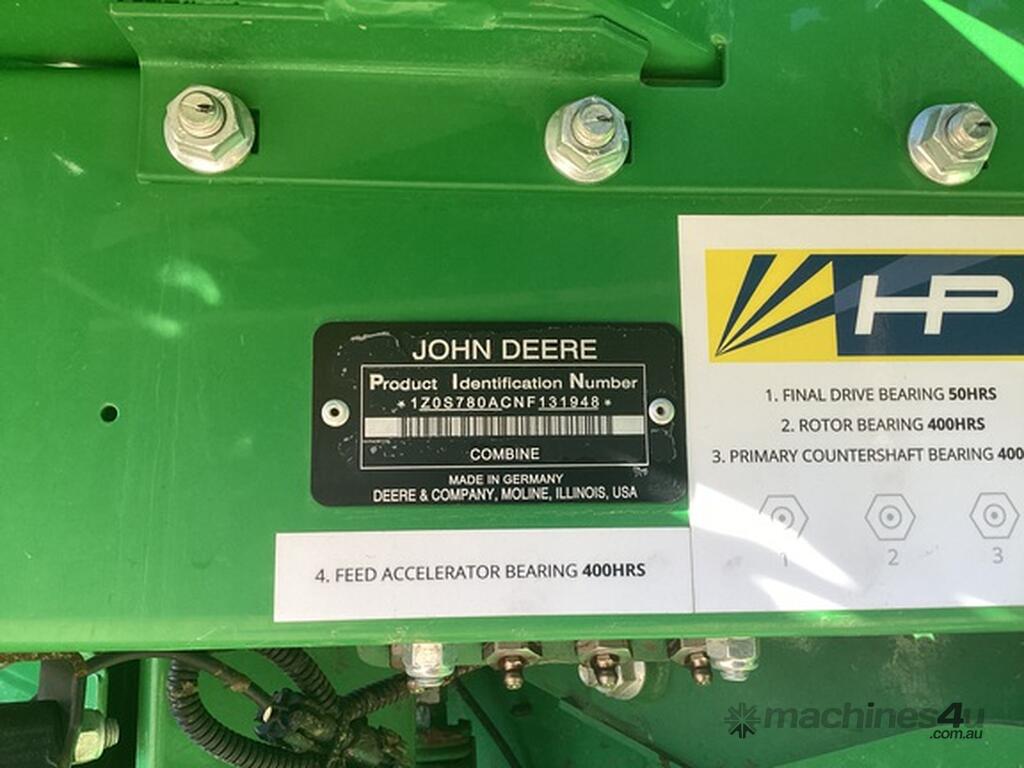 JOHN DEERE
Product Identification Number
*1Z0S780ACNF131948*
COMBINE
MADE IN GERMANY
DEERE & COMPANY, MOLINE, ILLINOIS, USA
HP
1. FINAL DRIVE BEARING 50HRS
2. ROTOR BEARING 400HRS
3. PRIMARY COUNTERSHAFT BEARING 400
1 2 3
4. FEED ACCELERATOR BEARING 400HRS
machines4u
.com.au